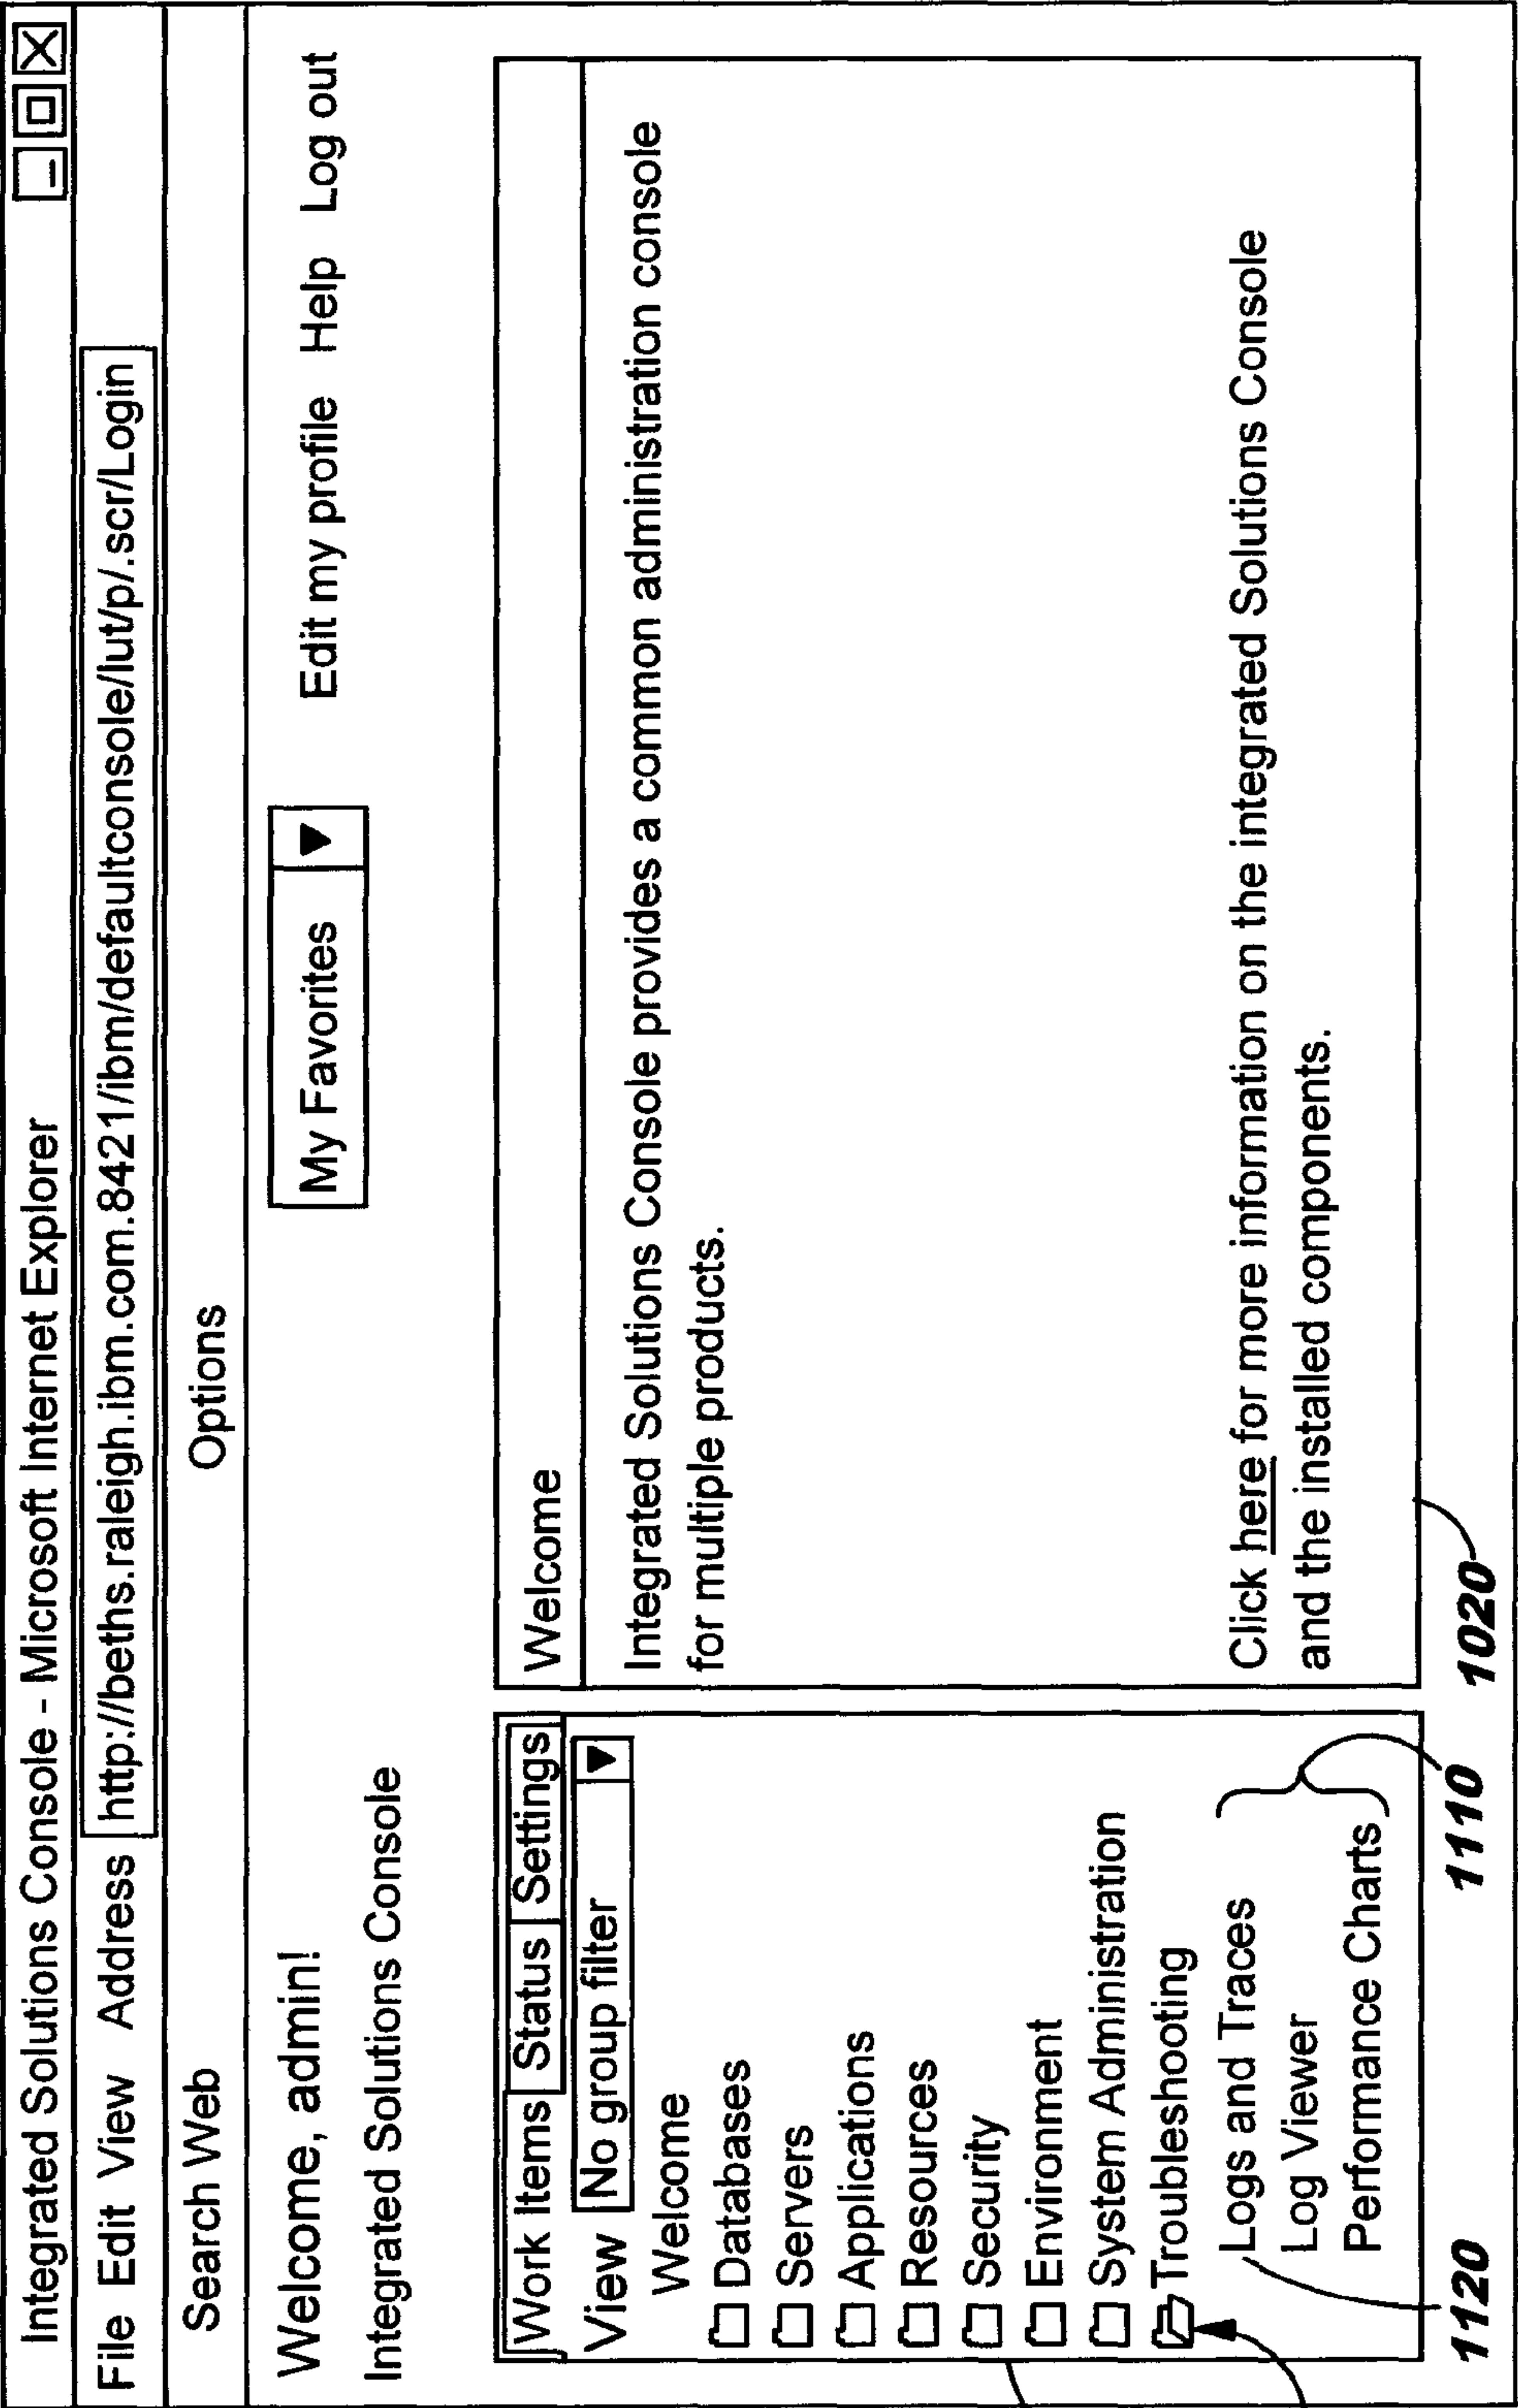 Integrated Solutions Console - Microsoft Internet Explorer
File Edit View Address http://beths.raleigh.ibm.com.8421/ibm/defaultconsole/lut/p/.scr/Login
Search Web Options
Welcome, admin! My Favorites Edit my profile Help Log out
Integrated Solutions Console
Work Items Status Settings
View No group filter
Welcome
Databases
Servers
Applications
Resources
Security
Environment
System Administration
Troubleshooting
Logs and Traces
Log Viewer
Performance Charts
Welcome
Integrated Solutions Console provides a common administration console
for multiple products.
Click here for more information on the integrated Solutions Console
and the installed components.
1120 1110 1020